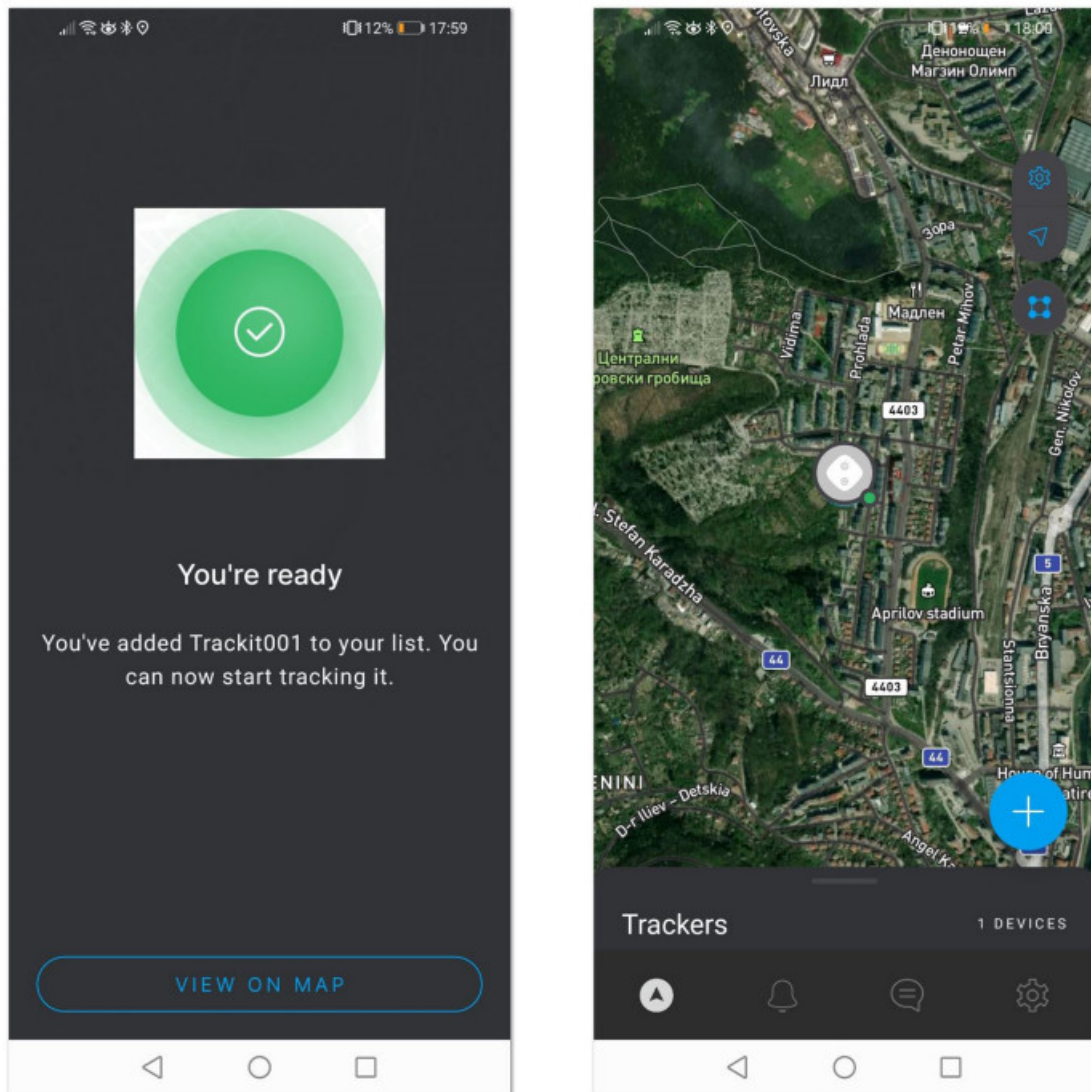 12% 17:59
You're ready
You've added Trackit001 to your list. You
can now start tracking it.
VIEW ON MAP
18:00
Денонощен
Магзин Олимп
Лидл
Зора
Мадлен
Vidima
Prohlada
Petar Mihov
Централни
ровски гробища
4403
Gen. Nikolov
Stefan Karadzha
5
Bryanska
Aprilov stadium
Stantsionna
44
4403
44
House of Hum
ENINI
D-r Iliev – Detskia
Angel
Trackers
1 DEVICES